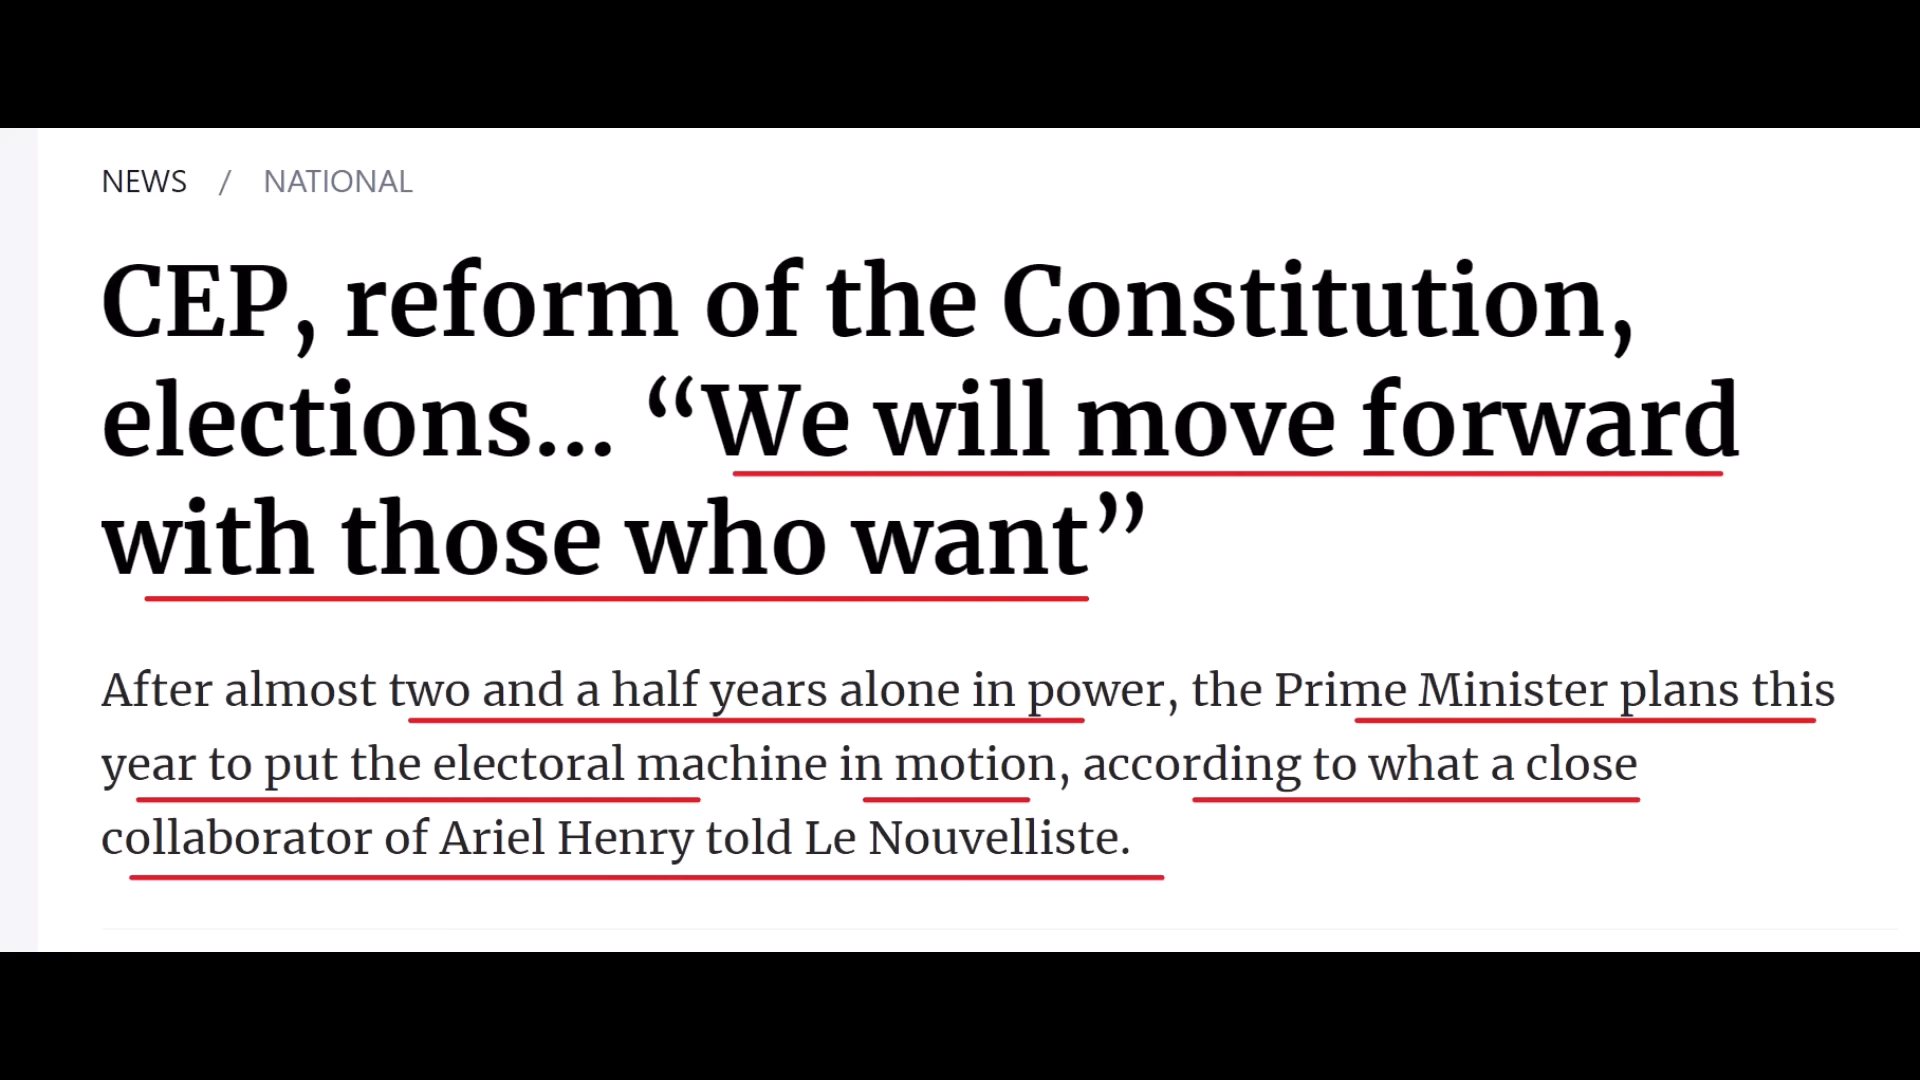 NEWS / NATIONAL
CEP, reform of the Constitution,
elections... “We will move forward
with those who want”
After almost two and a half years alone in power, the Prime Minister plans this
year to put the electoral machine in motion, according to what a close
collaborator of Ariel Henry told Le Nouvelliste.